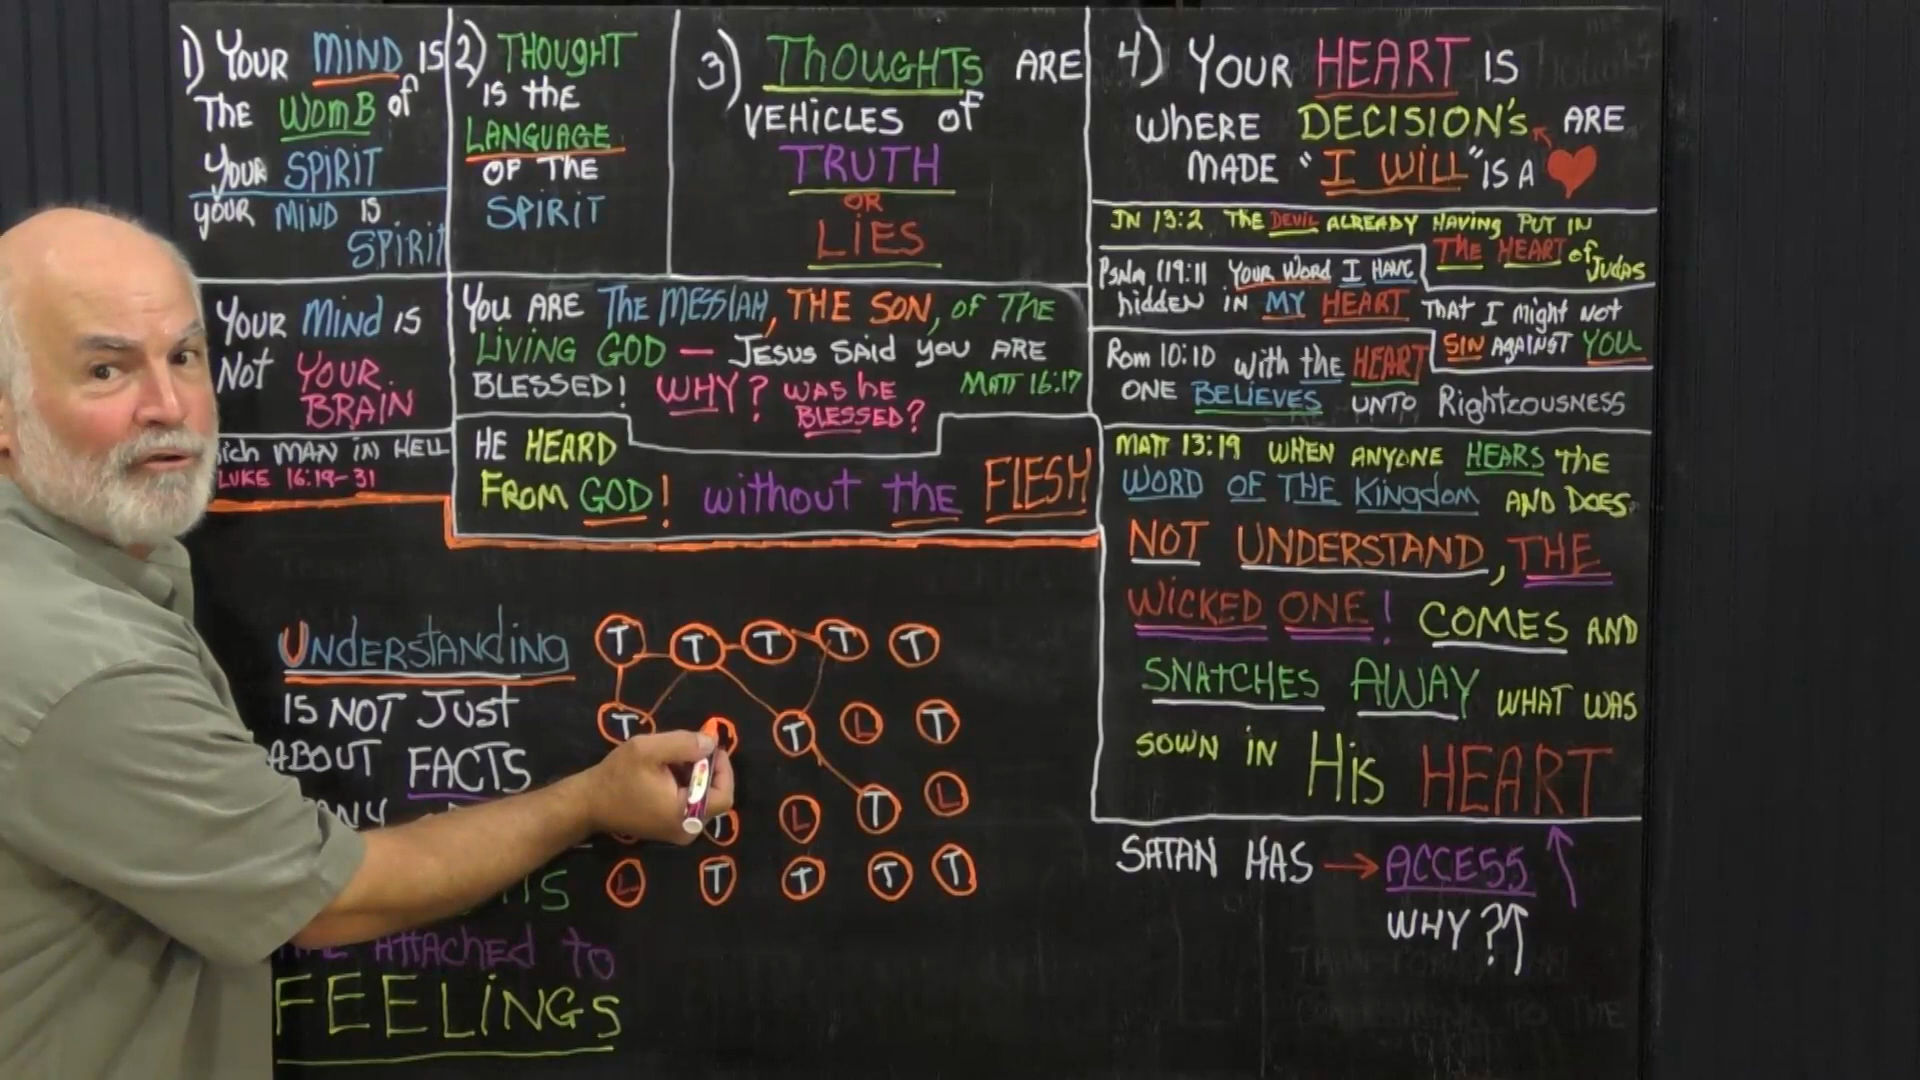 1) YOUR MIND IS
THE WOMB of
YOUR SPIRIT
YOUR MIND IS
SPIRIT
YOUR MIND IS
NOT YOUR
BRAIN
MAN IN HELL
LUKE 16:19-31
2) THOUGHT
IS the
LANGUAGE
OF THE
SPIRIT
3) THOUGHTS ARE
VEHICLES of
TRUTH
OR
LIES
YOU ARE THE MESSIAH, THE SON, OF THE
LIVING GOD — JESUS SAID YOU ARE
BLESSED! WHY? WAS HE MATT 16:17
BLESSED?
HE HEARD
FROM GOD! without the FLESH
4) YOUR HEART IS
WHERE DECISION'S ARE
MADE "I WILL" IS A
JN 13:2 THE DEVIL ALREADY HAVING PUT IN
THE HEART of
JUDAS
Psalm 119:11 YOUR WORD I HAVE
hidden IN MY HEART THAT I might NOT
SIN AGAINST YOU
Rom 10:10 with the HEART
ONE BELIEVES UNTO RighTEOUSNESS
MATT 13:19 WHEN ANYONE HEARS THE
WORD OF THE KINgdom AND DOES
NOT UNDERSTAND, THE
WICKED ONE! COMES AND
SNATCHES AWAY WHAT WAS
SOWN IN HIS HEART
SATAN HAS → ACCESS
WHY?
UNDERSTANDING
IS NOT JUST
ABOUT FACTS
ATTACHED to
FEELINGS
T T T T T
T T L T
T L T L
L T T T T